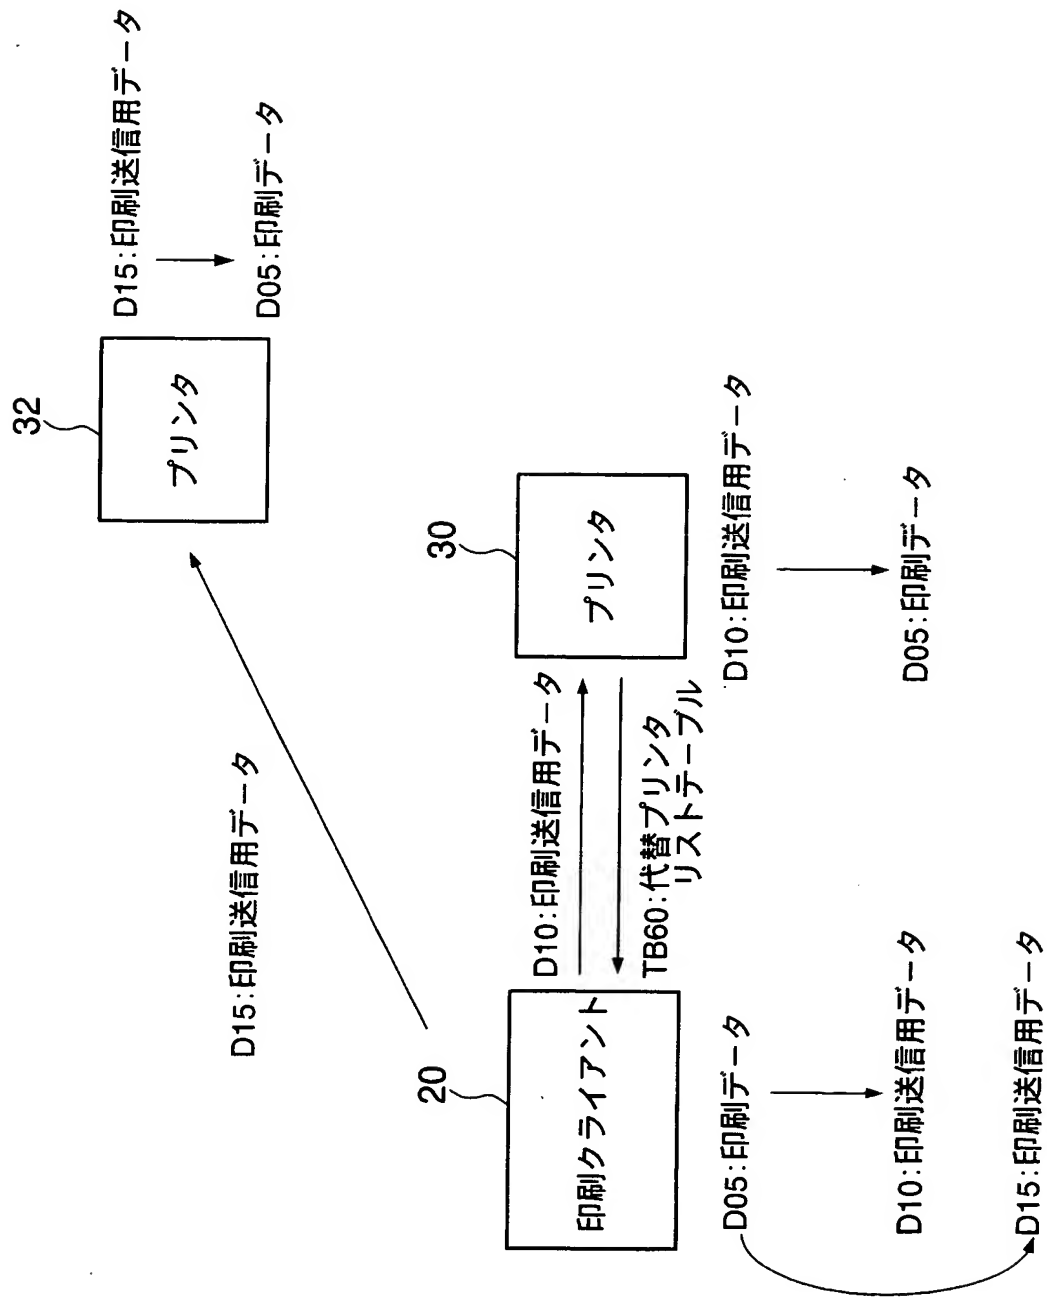 32
プリンタ
D15:印刷送信用データ
D05:印刷データ
D15:印刷送信用データ
30
プリンタ
D10:印刷送信用データ
TB60:代替プリンタ
リストテーブル
D10:印刷送信用データ
D05:印刷データ
20
印刷クライアント
D05:印刷データ
D10:印刷送信用データ
D15:印刷送信用データ